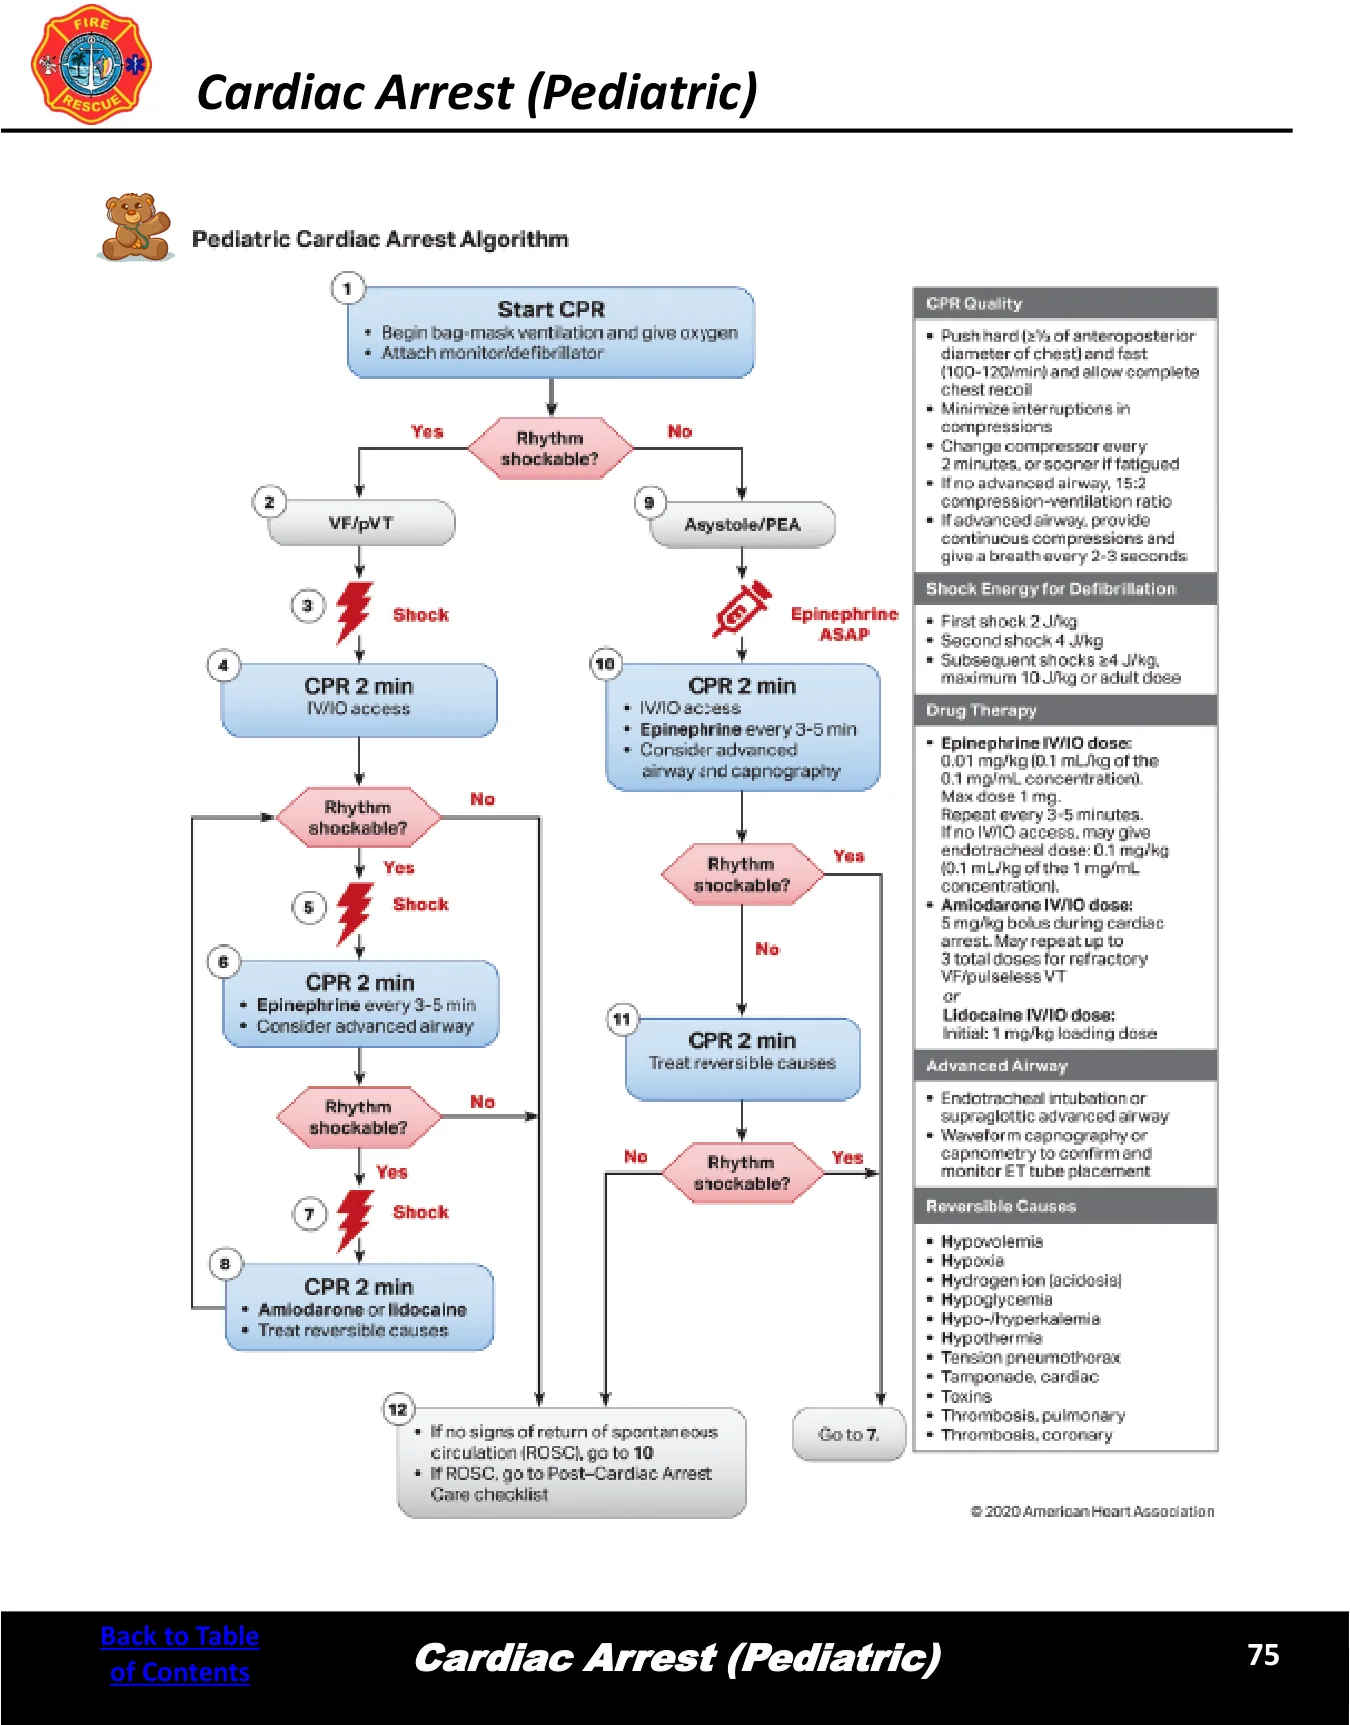 FIRE
RESCUE
Cardiac Arrest (Pediatric)
Pediatric Cardiac Arrest Algorithm
1
Start CPR
• Begin bag-mask ventilation and give oxygen
• Attach monitor/defibrillator
Rhythm
shockable?
Yes
No
2
VF/pVT
3
Shock
4
CPR 2 min
IV/IO access
Rhythm
shockable?
No
Yes
5
Shock
6
CPR 2 min
• Epinephrine every 3-5 min
• Consider advanced airway
Rhythm
shockable?
No
Yes
7
Shock
8
CPR 2 min
• Amiodarone or lidocaine
• Treat reversible causes
9
Asystole/PEA
Epinephrine
ASAP
10
CPR 2 min
• IV/IO access
• Epinephrine every 3-5 min
• Consider advanced
airway and capnography
Rhythm
shockable?
Yes
No
11
CPR 2 min
Treat reversible causes
Rhythm
shockable?
No
Yes
12
• If no signs of return of spontaneous
circulation (ROSC), go to 10
• If ROSC, go to Post–Cardiac Arrest
Care checklist
Go to 7.
CPR Quality
• Push hard (≥⅓ of anteroposterior
diameter of chest) and fast
(100-120/min) and allow complete
chest recoil
• Minimize interruptions in
compressions
• Change compressor every
2 minutes, or sooner if fatigued
• If no advanced airway, 15:2
compression-ventilation ratio
• If advanced airway, provide
continuous compressions and
give a breath every 2-3 seconds
Shock Energy for Defibrillation
• First shock 2 J/kg
• Second shock 4 J/kg
• Subsequent shocks ≥4 J/kg,
maximum 10 J/kg or adult dose
Drug Therapy
• Epinephrine IV/IO dose:
0.01 mg/kg (0.1 mL/kg of the
0.1 mg/mL concentration).
Max dose 1 mg.
Repeat every 3-5 minutes.
If no IV/IO access, may give
endotracheal dose: 0.1 mg/kg
(0.1 mL/kg of the 1 mg/mL
concentration).
• Amiodarone IV/IO dose:
5 mg/kg bolus during cardiac
arrest. May repeat up to
3 total doses for refractory
VF/pulseless VT
or
Lidocaine IV/IO dose:
Initial: 1 mg/kg loading dose
Advanced Airway
• Endotracheal intubation or
supraglottic advanced airway
• Waveform capnography or
capnometry to confirm and
monitor ET tube placement
Reversible Causes
• Hypovolemia
• Hypoxia
• Hydrogen ion (acidosis)
• Hypoglycemia
• Hypo-/hyperkalemia
• Hypothermia
• Tension pneumothorax
• Tamponade, cardiac
• Toxins
• Thrombosis, pulmonary
• Thrombosis, coronary
© 2020 American Heart Association
Back to Table
of Contents
Cardiac Arrest (Pediatric)
75